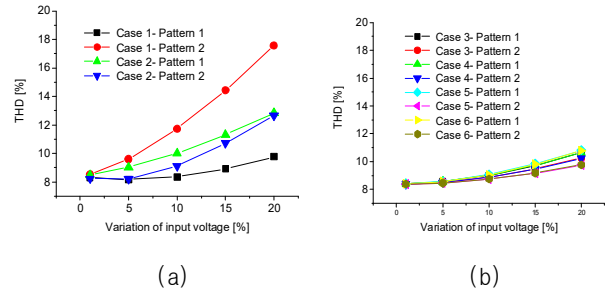 20
18
16
14
12
10
8
THD [%]
Case 1- Pattern 1
Case 1- Pattern 2
Case 2- Pattern 1
Case 2- Pattern 2
0 5 10 15 20
Variation of input voltage [%]
(a)
20
18
16
14
12
10
8
THD [%]
Case 3- Pattern 1
Case 3- Pattern 2
Case 4- Pattern 1
Case 4- Pattern 2
Case 5- Pattern 1
Case 5- Pattern 2
Case 6- Pattern 1
Case 6- Pattern 2
0 5 10 15 20
Variation of input voltage [%]
(b)